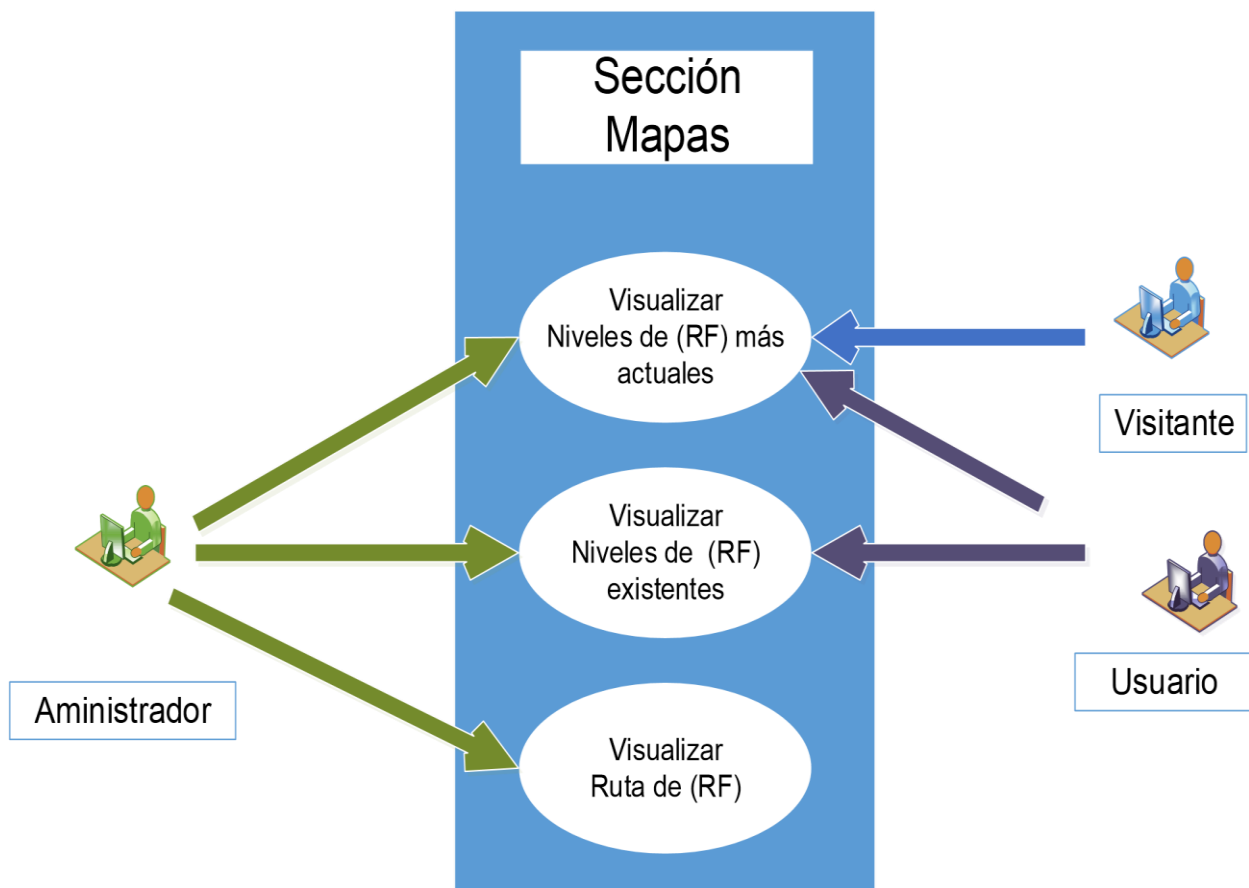 Sección
Mapas
Visualizar
Niveles de (RF) más
actuales
Visitante
Visualizar
Niveles de (RF)
existentes
Usuario
Aministrador
Visualizar
Ruta de (RF)